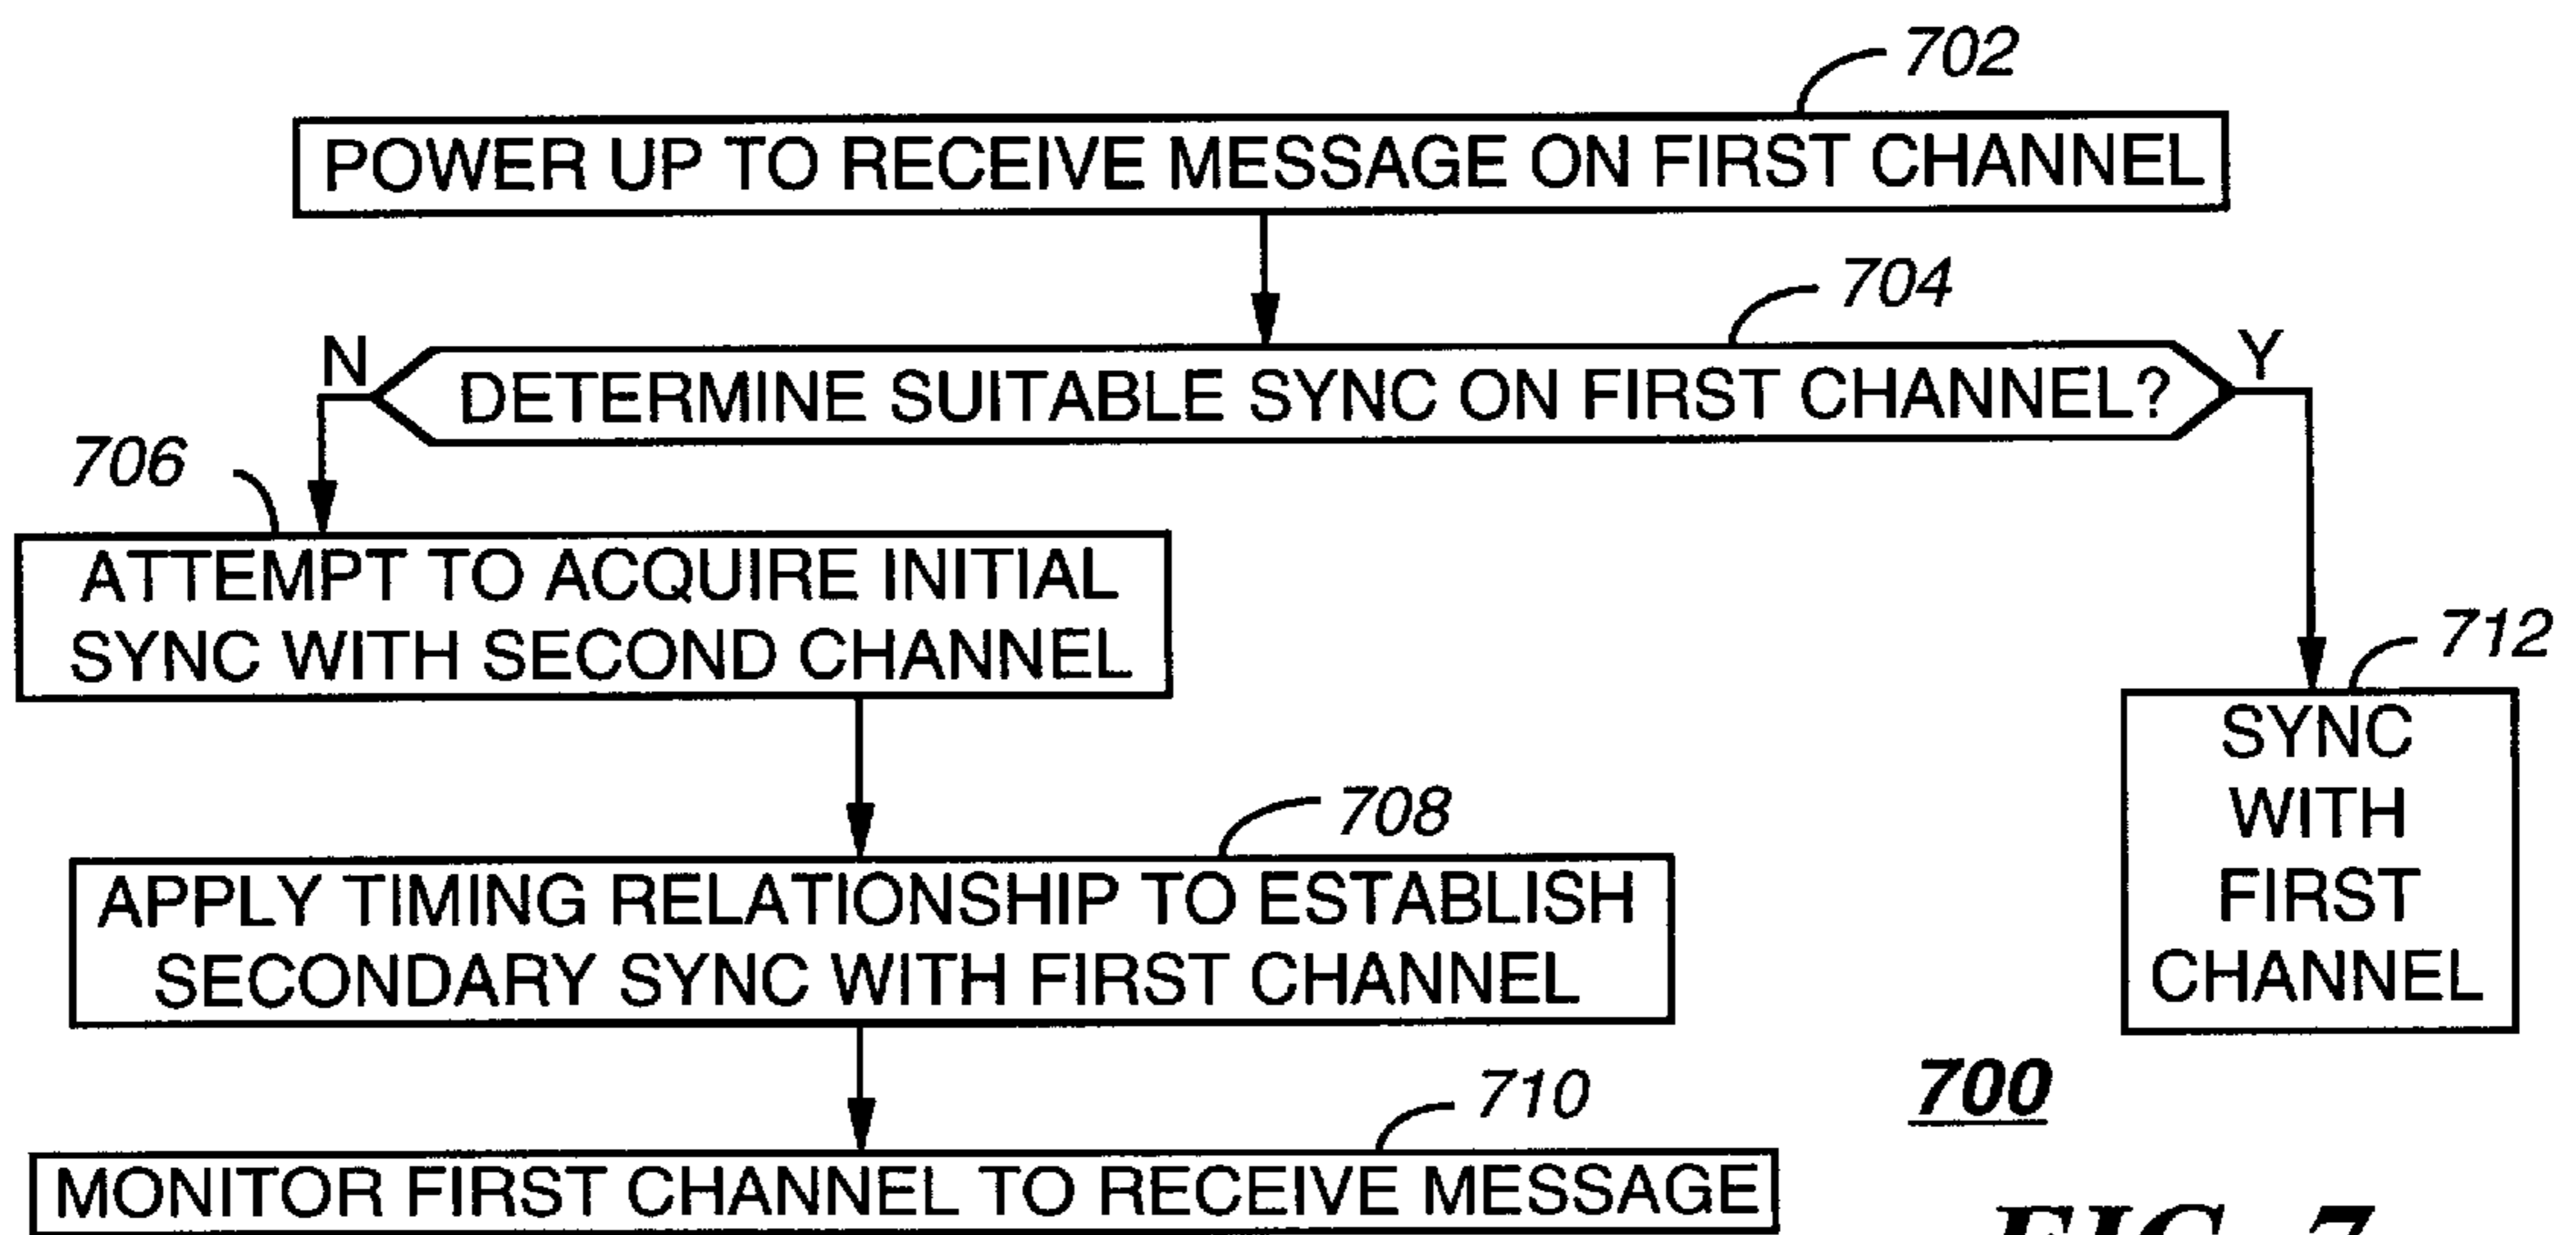 702
POWER UP TO RECEIVE MESSAGE ON FIRST CHANNEL
704
N
DETERMINE SUITABLE SYNC ON FIRST CHANNEL?
Y
706
ATTEMPT TO ACQUIRE INITIAL
SYNC WITH SECOND CHANNEL
712
SYNC
WITH
FIRST
CHANNEL
708
APPLY TIMING RELATIONSHIP TO ESTABLISH
SECONDARY SYNC WITH FIRST CHANNEL
710
MONITOR FIRST CHANNEL TO RECEIVE MESSAGE
700
FIG. 7